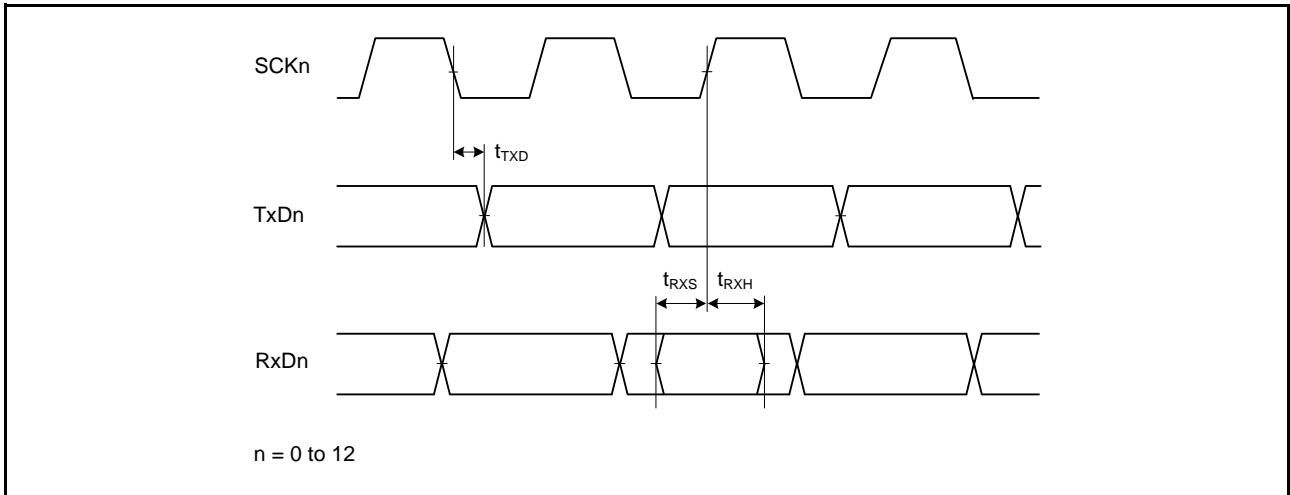 SCKn
tTXD
TxDn
tRXS tRXH
RxDn
n = 0 to 12